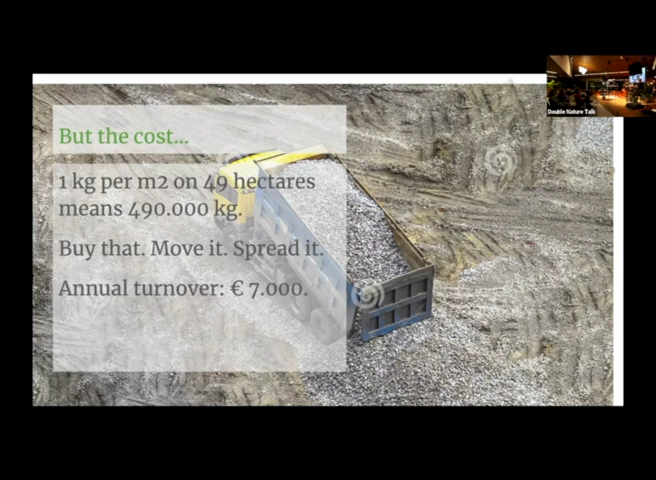 Double Nature Talk
But the cost...
1 kg per m2 on 49 hectares
means 490.000 kg.
Buy that. Move it. Spread it.
Annual turnover: € 7.000.